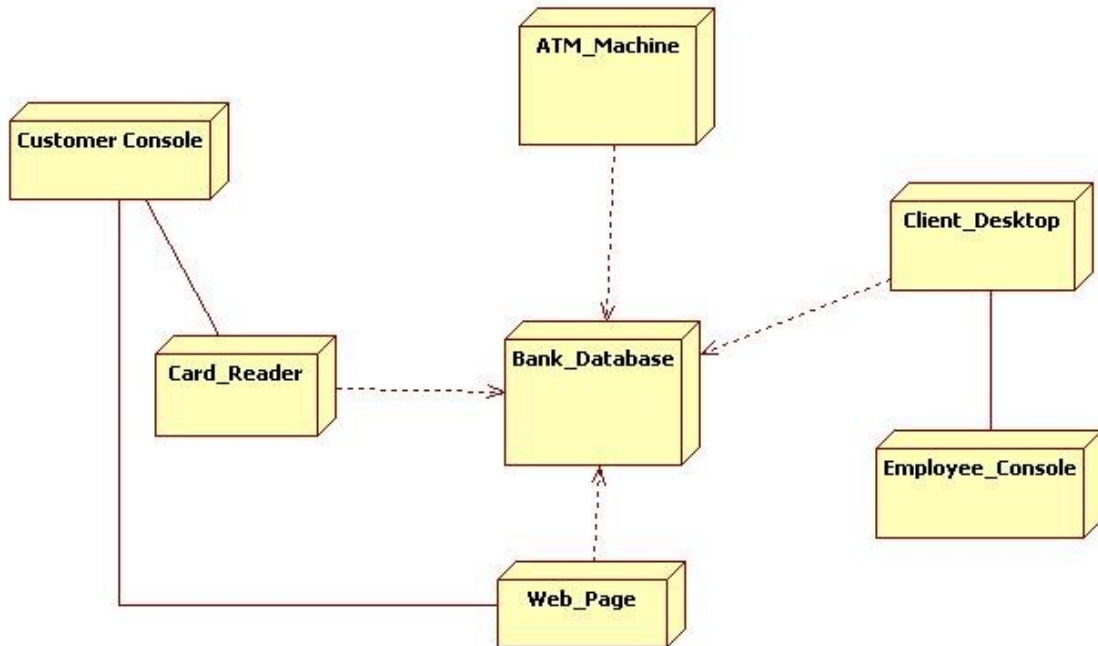 ATM_Machine
Customer Console
Client_Desktop
Card_Reader
Bank_Database
Employee_Console
Web_Page